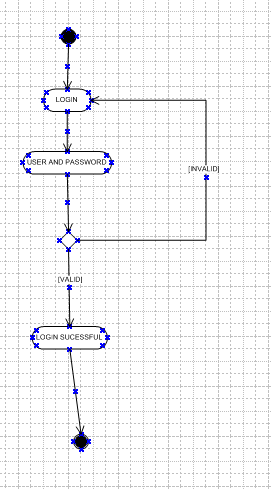 LOGIN
USER AND PASSWORD
[INVALID]
[VALID]
LOGIN SUCESSFUL